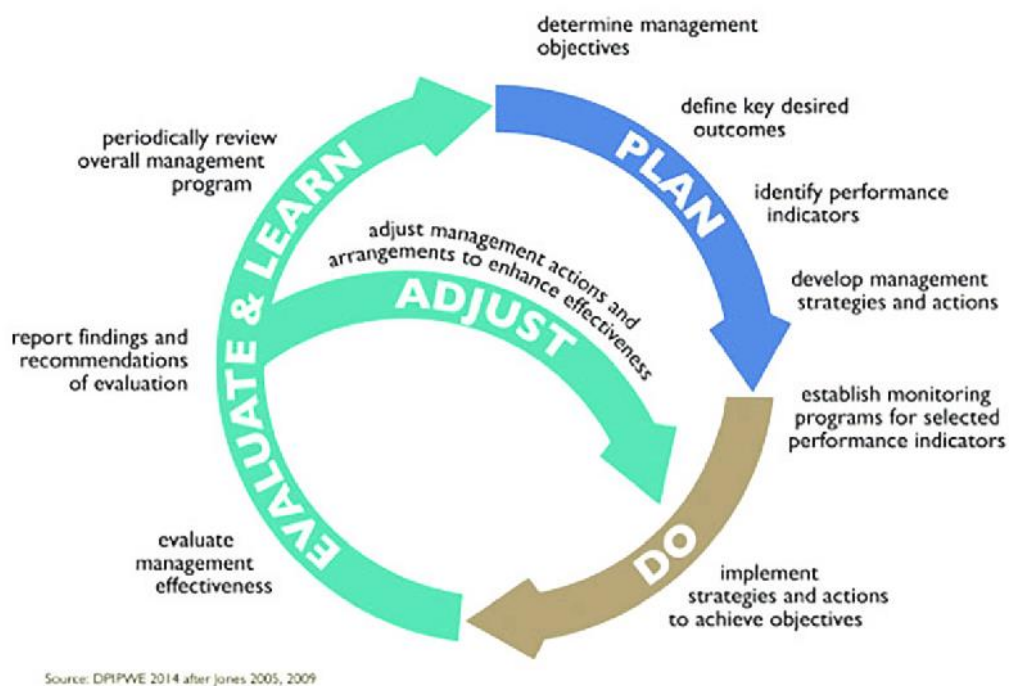 determine management
objectives
define key desired
outcomes
PLAN
identify performance
indicators
develop management
strategies and actions
establish monitoring
programs for selected
performance indicators
DO
implement
strategies and actions
to achieve objectives
evaluate
management
effectiveness
EVALUATE & LEARN
report findings and
recommendations
of evaluation
periodically review
overall management
program
adjust management actions and
arrangements to enhance effectiveness
ADJUST
Source: DPIPWE 2014 after Jones 2005, 2009